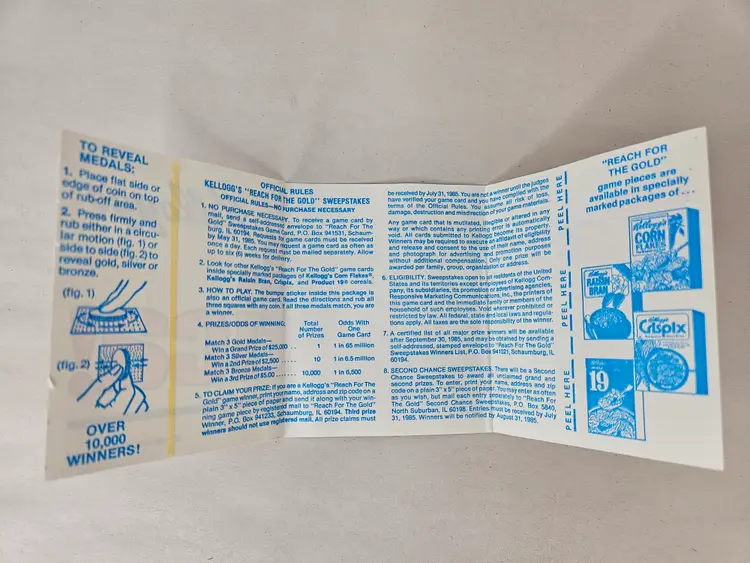 TO REVEAL
MEDALS:
1. Place flat side or
edge of coin on top
of rub-off area.
2. Press firmly and
rub either in a circu-
lar motion (fig. 1) or
side to side (fig. 2) to
reveal gold, silver or
bronze.
(fig. 1)
(fig. 2)
OVER
10,000
WINNERS!
OFFICIAL RULES
KELLOGG'S "REACH FOR THE GOLD" SWEEPSTAKES
OFFICIAL RULES—NO PURCHASE NECESSARY
1. NO PURCHASE NECESSARY. To receive a game card by
mail, send a self-addressed envelope to "Reach For The
Gold" Sweepstakes Game Card, P.O. Box 941531, Schaum-
burg, IL 60194. Requests for game cards must be received
by May 31, 1985. You may request a game card as often as
once a day. Each request must be mailed separately. Allow
up to six (6) weeks for delivery.
2. Look for other Kellogg's "Reach For The Gold" game cards
inside specially marked packages of Kellogg's Corn Flakes®,
Kellogg's Raisin Bran, Crispix, and Product 19® cereals.
3. HOW TO PLAY: The bumper sticker inside this package is
also an official game card. Read the directions and rub all
three squares with any coin. If all three medals match, you are
a winner.
4. PRIZES/ODDS OF WINNING
Total Number of Prizes
Odds With One Game Card
Match 3 Gold Medals—
Win a Grand Prize of $25,000 1 1 in 65 million
Match 3 Silver Medals—
Win a 2nd Prize of $2,500 10 1 in 6.5 million
Match 3 Bronze Medals—
Win a 3rd Prize of $5.00 10,000 1 in 6,500
5. TO CLAIM YOUR PRIZE: If you are a Kellogg's "Reach For The
Gold" game winner, print your name, address and zip code on a
plain 3" x 5" piece of paper and send it along with your win-
ning game piece by registered mail to "Reach For The Gold"
Winner, P.O. Box 941233, Schaumburg, IL 60194. Third prize
winners should not use registered mail. All prize claims must
be received by July 31, 1985. You are not a winner until the judges
have verified your game card and you have complied with the
terms of the Official Rules. You assume all risk of loss,
damage, destruction and misdirection of your game materials.
Any game card that is mutilated, illegible or altered in any
way or which contains any printing error is automatically
void. All cards submitted to Kellogg become its property.
Winners may be required to execute an affidavit of eligibility
and release and consent to the use of their name, address
and photograph for advertising and promotion purposes
without additional compensation. Only one prize will be
awarded per family, group, organization or address.
6. ELIGIBILITY. Sweepstakes open to all residents of the United
States and its territories except employees of Kellogg Com-
pany, its subsidiaries, its promotion or advertising agencies,
Responsive Marketing Communications, Inc., the printers of
this game card and the immediate family or members of the
household of such employees. Void wherever prohibited or
restricted by law. All federal, state and local laws and regula-
tions apply. All taxes are the sole responsibility of the winner.
7. A certified list of all major prize winners will be available
after September 30, 1985, and may be obtained by sending a
self-addressed, stamped envelope to "Reach For The Gold"
Sweepstakes Winners List, P.O. Box 941121, Schaumburg, IL
60194.
8. SECOND CHANCE SWEEPSTAKES. There will be a Second
Chance Sweepstakes to award all unclaimed grand and
second prizes. To enter, print your name, address and zip
code on a plain 3" x 5" piece of paper. You may enter as often
as you wish, but mail each entry separately to "Reach For
The Gold" Second Chance Sweepstakes, P.O. Box 5840,
North Suburban, IL 60198. Entries must be received by July
31, 1985. Winners will be notified by August 31, 1985.
PEEL HERE
PEEL HERE
PEEL HERE
"REACH FOR
THE GOLD"
game pieces are
available in specially
marked packages of...
Kellogg's
CORN
FLAKES
Kellogg's
RAISIN
BRAN
Kellogg's
Crispix
19